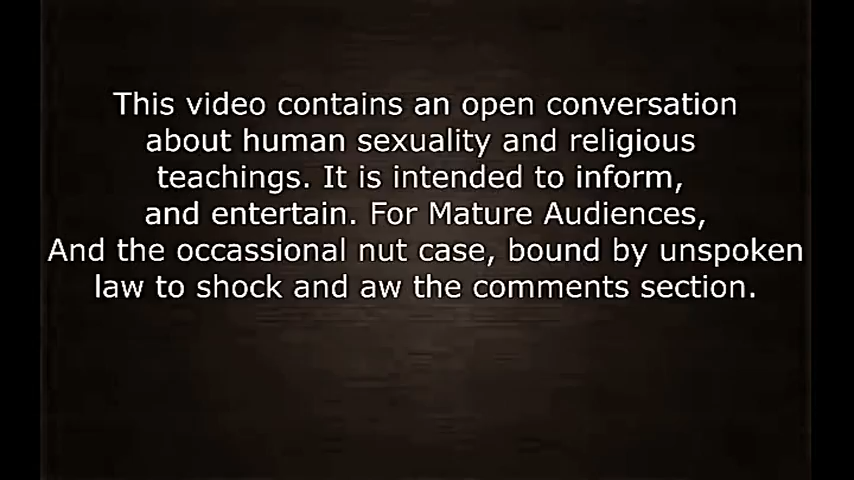 This video contains an open conversation
about human sexuality and religious
teachings. It is intended to inform,
and entertain. For Mature Audiences,
And the occassional nut case, bound by unspoken
law to shock and aw the comments section.